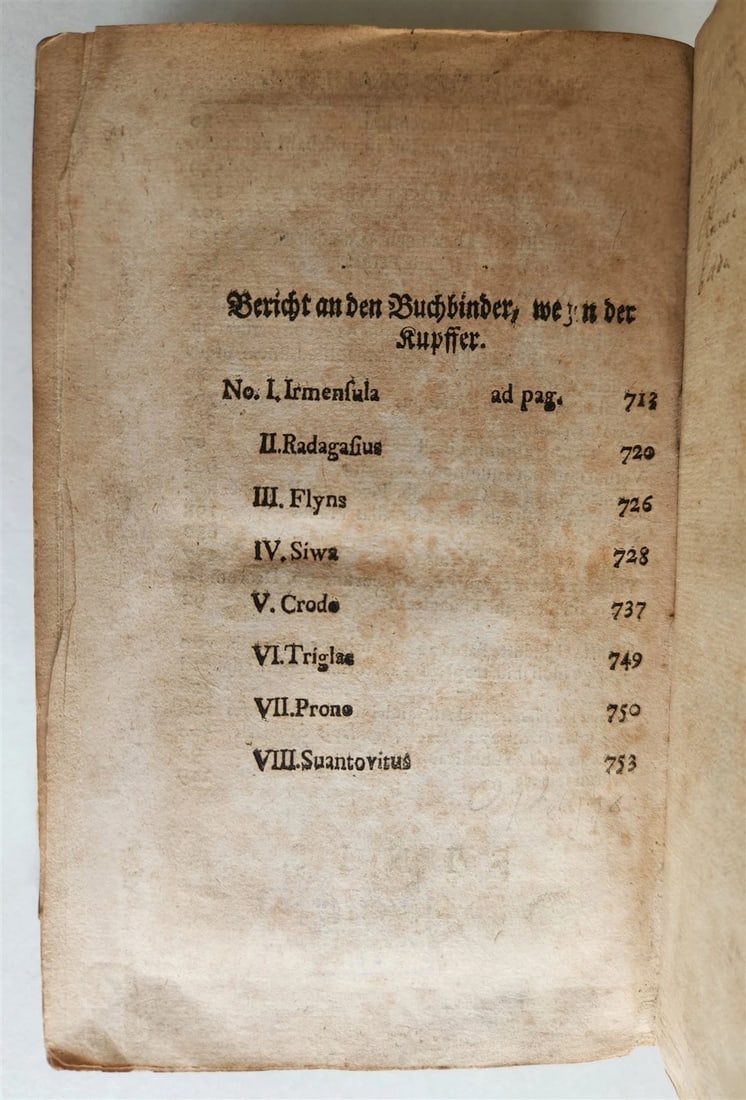 Bericht an den Buchbinder, der
Kupffer.
No. I. Irmenſula ad pag. 713
II. Radagaſius 720
III. Flyns 726
IV. Siwa 728
V. Crodo 737
VI. Triglae 749
VII. Prono 750
VIII. Suantovitus 753